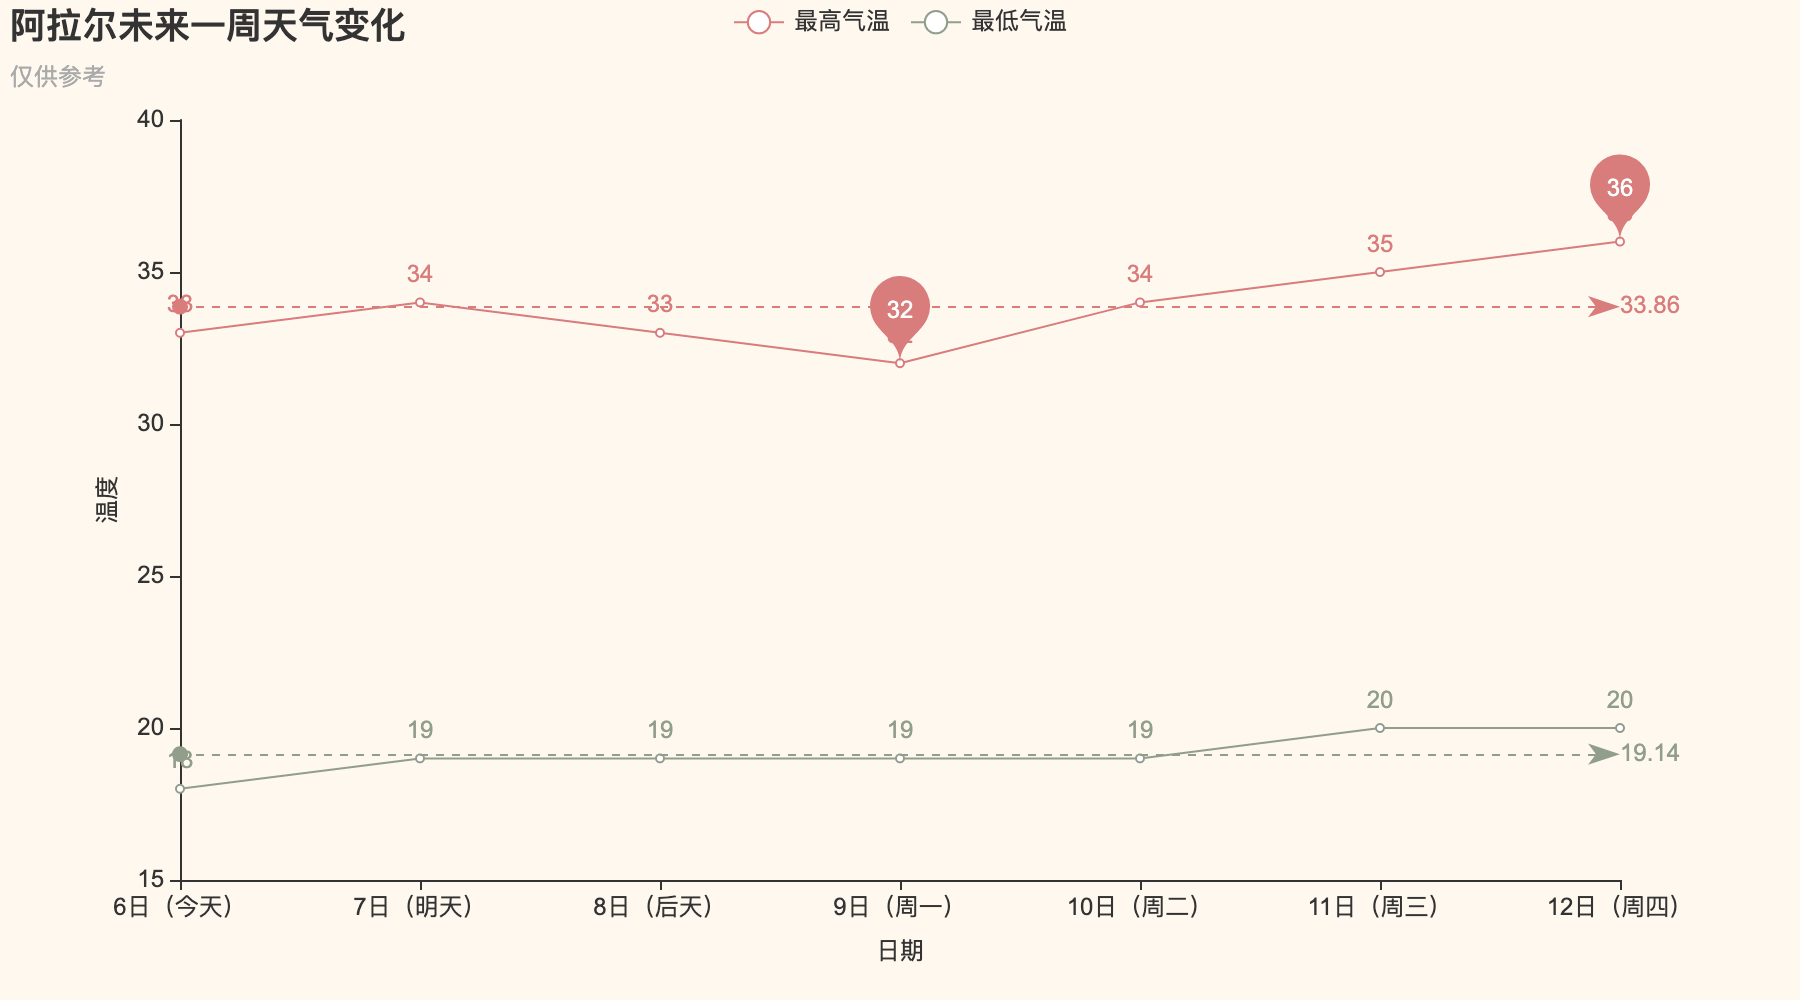 阿拉尔未来一周天气变化
仅供参考
最高气温 最低气温
40
35
30
25
20
15
温度
33 34 33 32 34 35 36
33.86
18 19 19 19 19 20 20
19.14
6日（今天） 7日（明天） 8日（后天） 9日（周一） 10日（周二） 11日（周三） 12日（周四）
日期